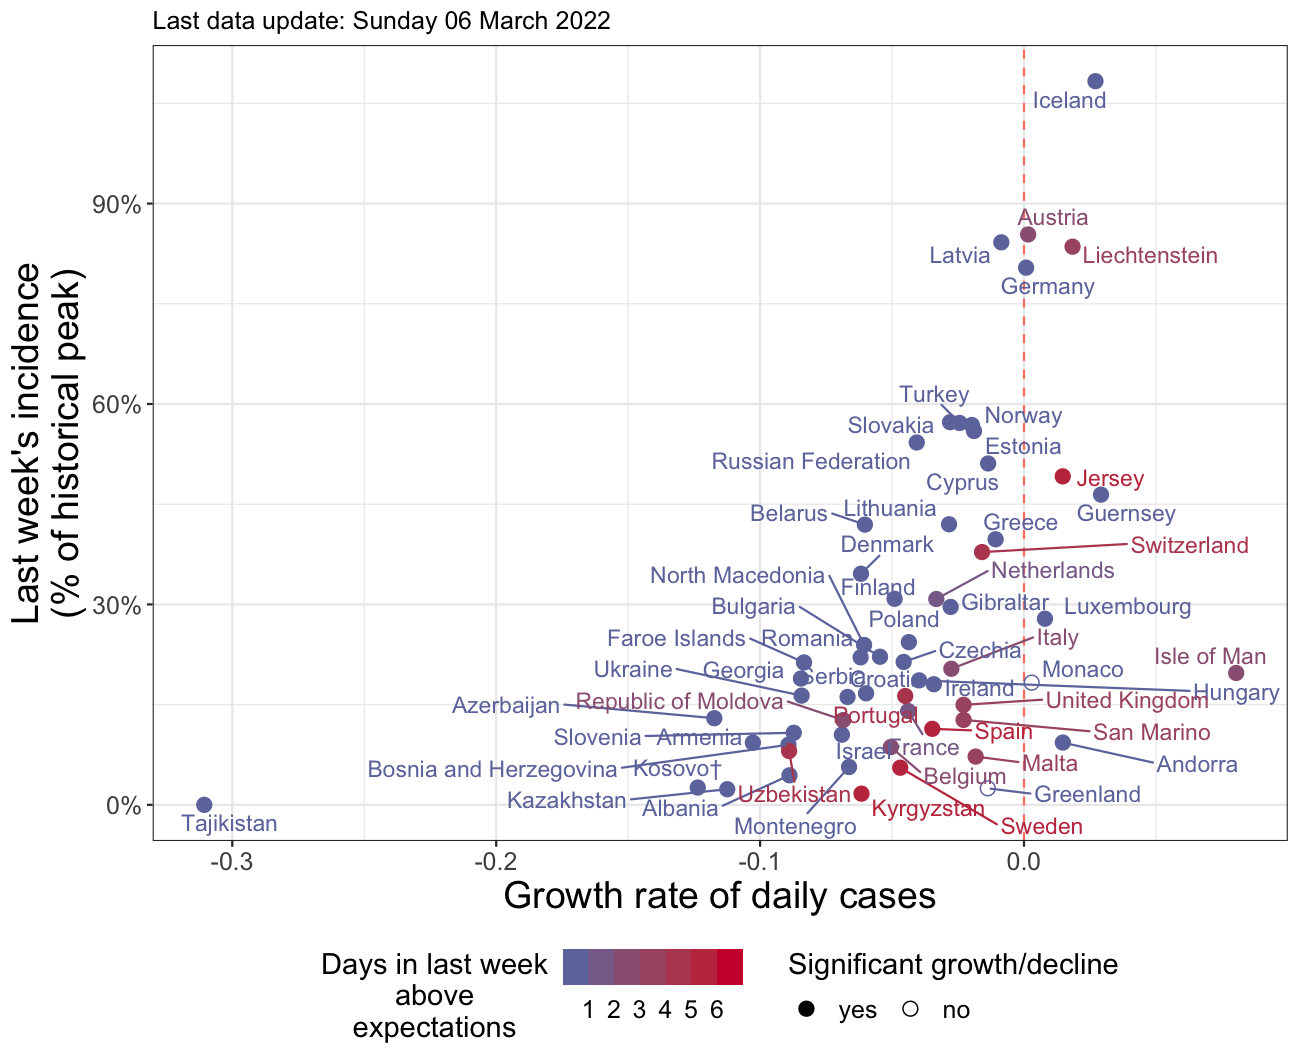 Last data update: Sunday 06 March 2022
Last week's incidence
(% of historical peak)
90%
60%
30%
0%
Iceland
Austria
Latvia
Liechtenstein
Germany
Turkey
Norway
Slovakia
Estonia
Russian Federation
Cyprus
Jersey
Guernsey
Lithuania
Belarus
Greece
Denmark
Switzerland
North Macedonia
Netherlands
Finland
Gibraltar
Luxembourg
Bulgaria
Poland
Faroe Islands
Romania
Italy
Czechia
Isle of Man
Ukraine
Georgia
Serbia
Croatia
Monaco
Ireland
Hungary
Republic of Moldova
United Kingdom
Azerbaijan
Portugal
Spain
San Marino
Slovenia
Armenia
Israel
France
Bosnia and Herzegovina
Kosovo†
Belgium
Malta
Andorra
Kazakhstan
Albania
Uzbekistan
Kyrgyzstan
Greenland
Tajikistan
Montenegro
Sweden
-0.3
-0.2
-0.1
0.0
Growth rate of daily cases
Days in last week
above
expectations
1 2 3 4 5 6
Significant growth/decline
yes
no